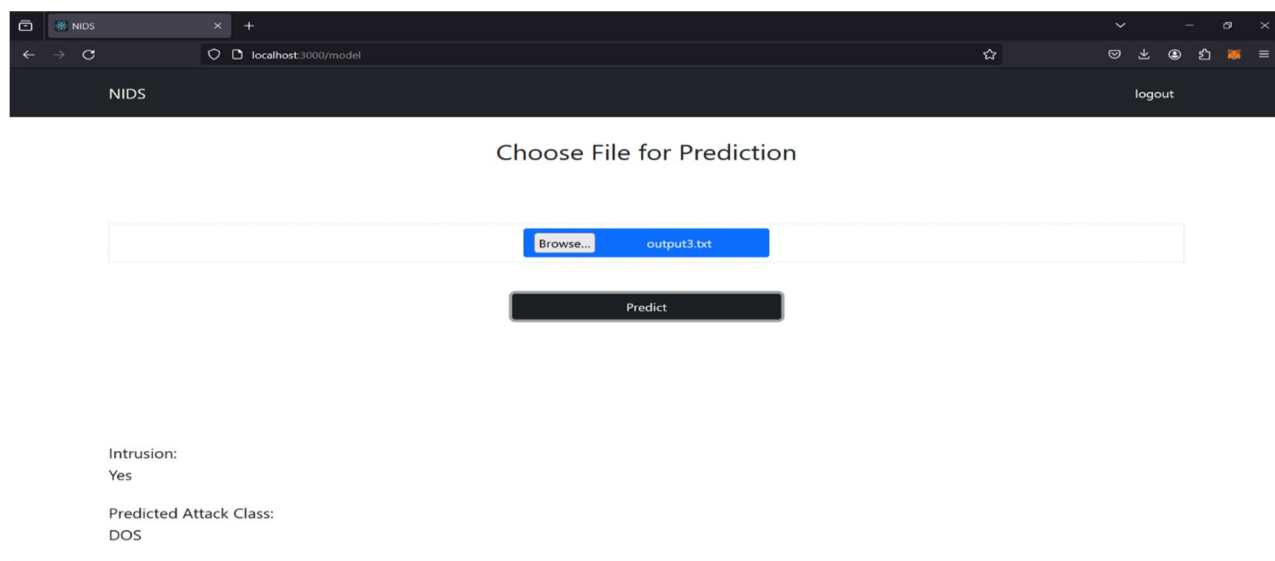 NIDS
localhost:3000/model
NIDS
logout
Choose File for Prediction
Browse... output3.txt
Predict
Intrusion:
Yes
Predicted Attack Class:
DOS